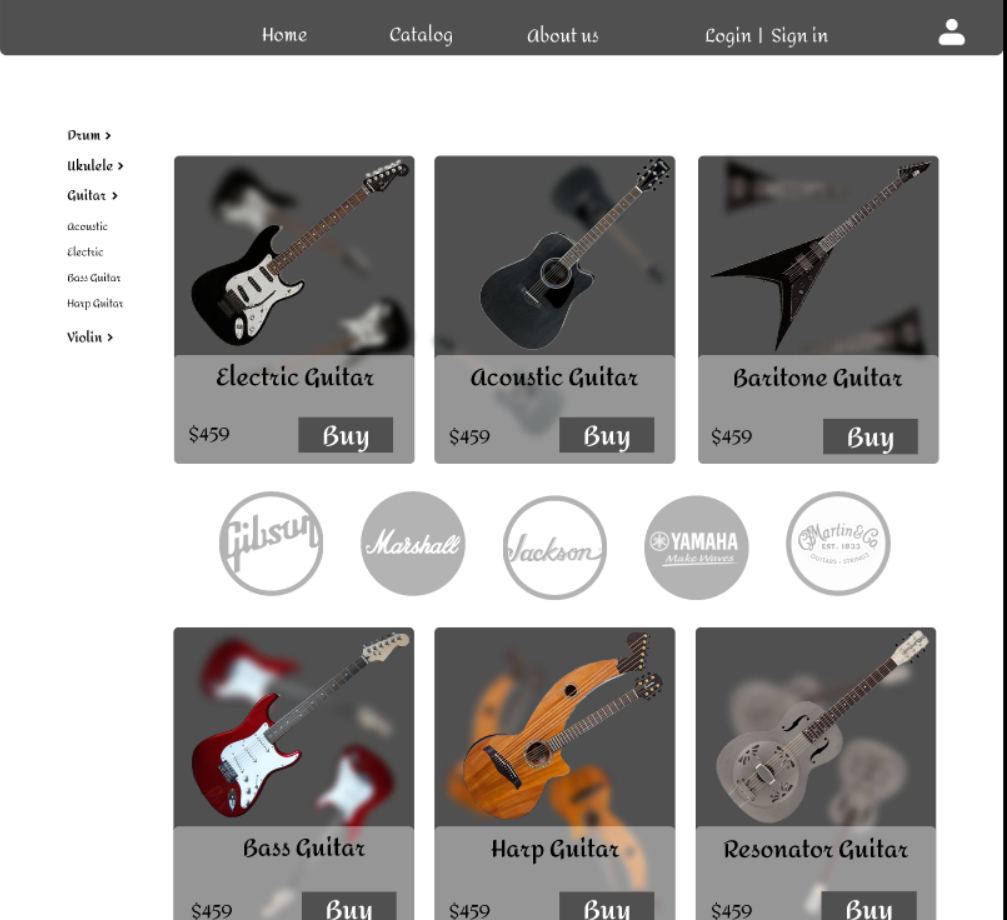 Home Catalog About us Login | Sign in
Drum >
Ukulele >
Guitar >
Acoustic
Electric
Bass Guitar
Harp Guitar
Violin >
Electric Guitar
$459 Buy
Acoustic Guitar
$459 Buy
Baritone Guitar
$459 Buy
Gibson
Marshall
Jackson
YAMAHA
Make Waves
Martin & Co
EST. 1833
GUITARS - STRINGS
Bass Guitar
$459 Buy
Harp Guitar
$459 Buy
Resonator Guitar
$459 Buy